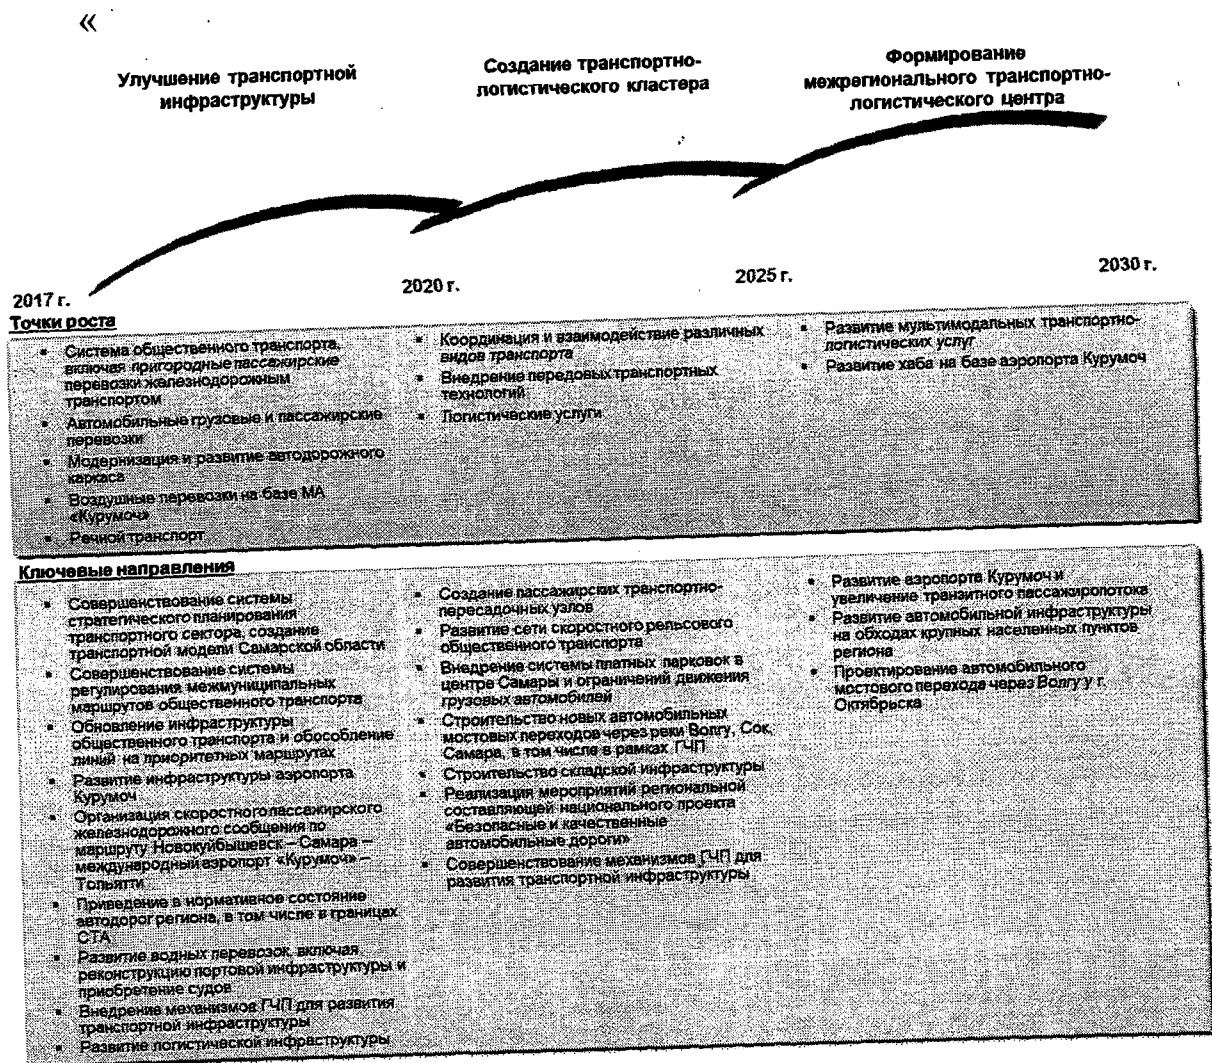 «
Улучшение транспортной
инфраструктуры
Создание транспортно-
логистического кластера
Формирование
межрегионального транспортно-
логистического центра
2017 г.
2020 г.
2025 г.
2030 г.
Точки роста
▪ Система общественного транспорта,
включая пригородные пассажирские
перевозки железнодорожным
транспортом
▪ Автомобильные грузовые и пассажирские
перевозки
▪ Модернизация и развитие автодорожного
каркаса
▪ Воздушные перевозки на базе МА
«Курумоч»
▪ Речной транспорт
▪ Координация и взаимодействие различных
видов транспорта
▪ Внедрение передовых транспортных
технологий
▪ Логистические услуги
▪ Развитие мультимодальных транспортно-
логистических услуг
▪ Развитие хаба на базе аэропорта Курумоч
Ключевые направления
▪ Совершенствование системы
стратегического планирования
транспортного сектора, создание
транспортной модели Самарской области
▪ Совершенствование системы
регулирования межмуниципальных
маршрутов общественного транспорта
▪ Обновление инфраструктуры
общественного транспорта и обособление
линий на приоритетных маршрутах
▪ Развитие инфраструктуры аэропорта
Курумоч
▪ Организация скоростного пассажирского
железнодорожного сообщения по
маршруту Новокуйбышевск – Самара –
международный аэропорт «Курумоч» –
Тольятти
▪ Приведение в нормативное состояние
автодорог региона, в том числе в границах
СТА
▪ Развитие водных перевозок, включая
реконструкцию портовой инфраструктуры и
приобретение судов
▪ Внедрение механизмов ГЧП для развития
транспортной инфраструктуры
▪ Развитие логистической инфраструктуры
▪ Создание пассажирских транспортно-
пересадочных узлов
▪ Развитие сети скоростного рельсового
общественного транспорта
▪ Внедрение системы платных парковок в
центре Самары и ограничений движения
грузовых автомобилей
▪ Строительство новых автомобильных
мостовых переходов через реки Волгу, Сок,
Самара, в том числе в рамках ГЧП
▪ Строительство складской инфраструктуры
▪ Реализация мероприятий региональной
составляющей национального проекта
«Безопасные и качественные
автомобильные дороги»
▪ Совершенствование механизмов ГЧП для
развития транспортной инфраструктуры
▪ Развитие аэропорта Курумоч и
увеличение транзитного пассажиропотока
▪ Развитие автомобильной инфраструктуры
на обходах крупных населенных пунктов
региона
▪ Проектирование автомобильного
мостового перехода через Волгу у г.
Октябрьска